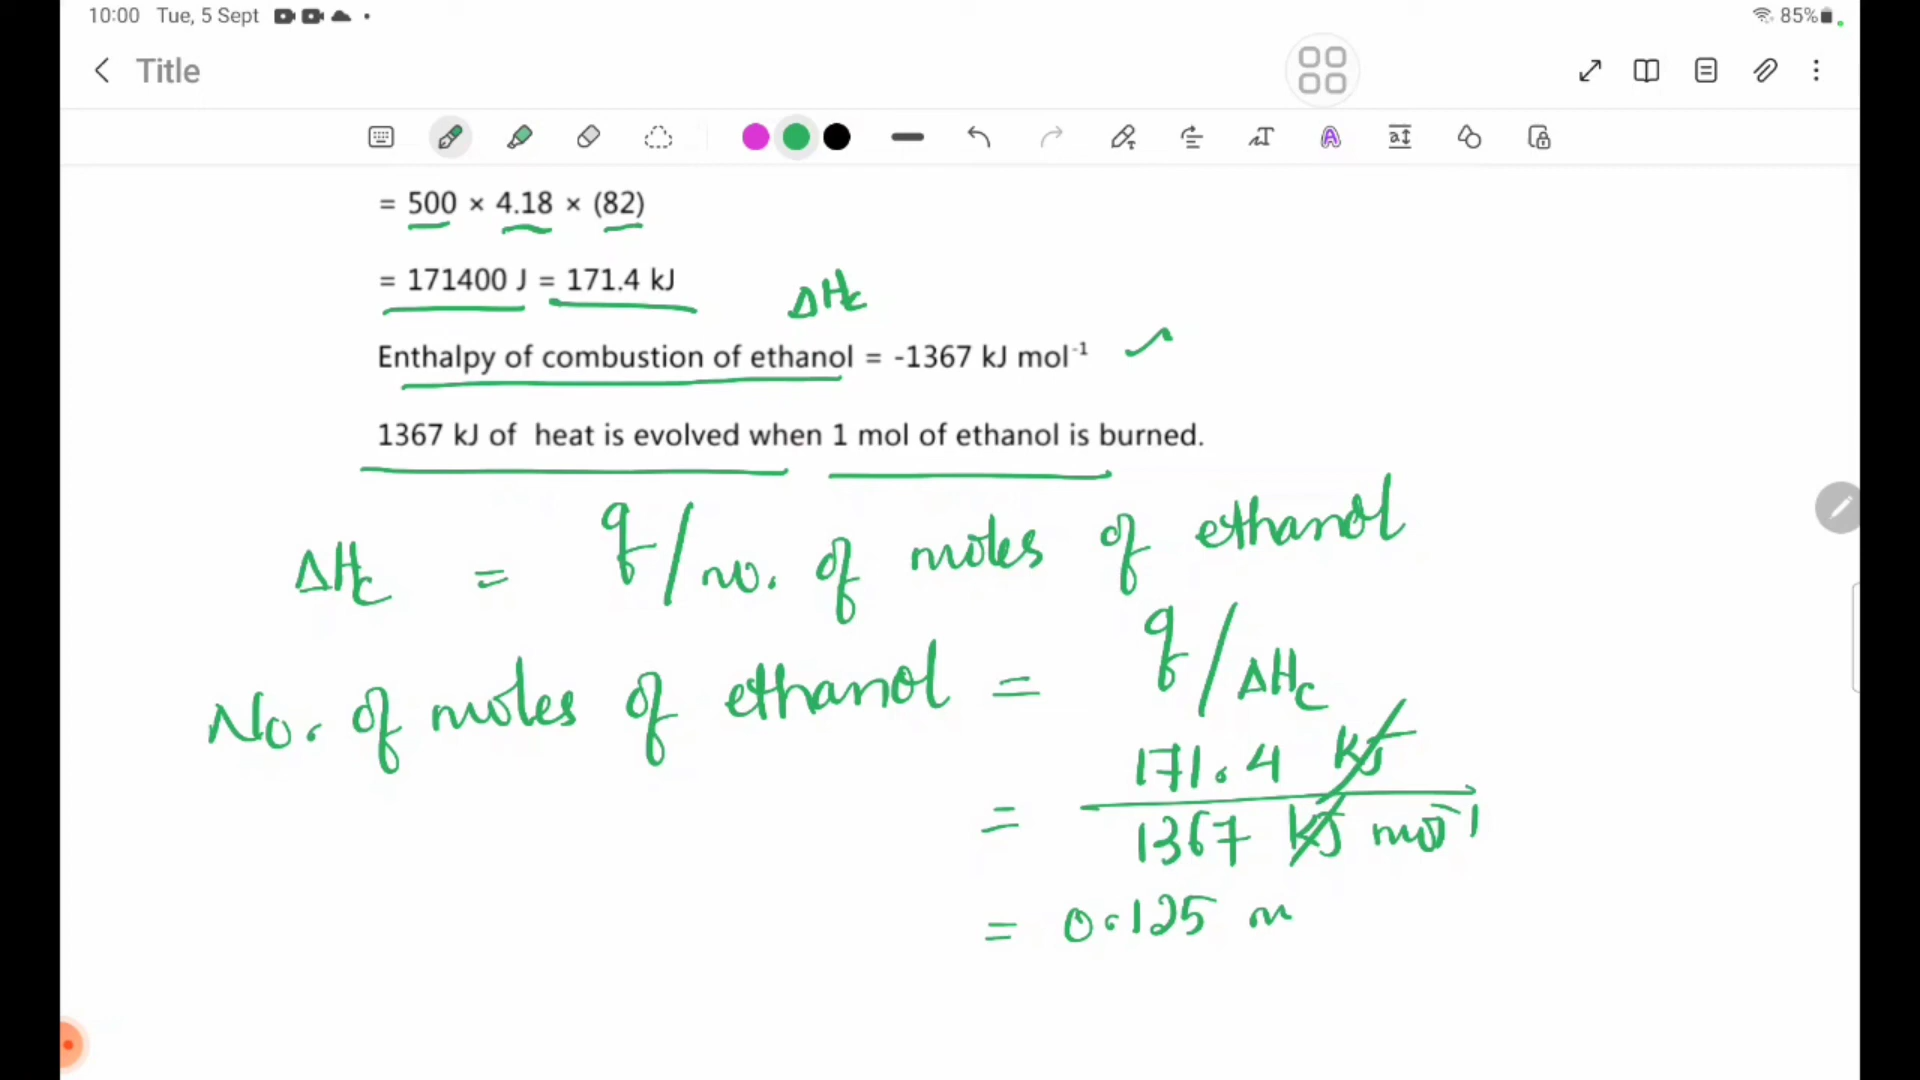 10:00 Tue, 5 Sept
85%
Title
= 500 × 4.18 × (82)
= 171400 J = 171.4 kJ
ΔHc
Enthalpy of combustion of ethanol = -1367 kJ mol⁻¹
1367 kJ of heat is evolved when 1 mol of ethanol is burned.
ΔHc = q/no. of moles of ethanol
No. of moles of ethanol = q/ΔHc
171.4 kJ
= 1367 kJ mol⁻¹
= 0.125 m